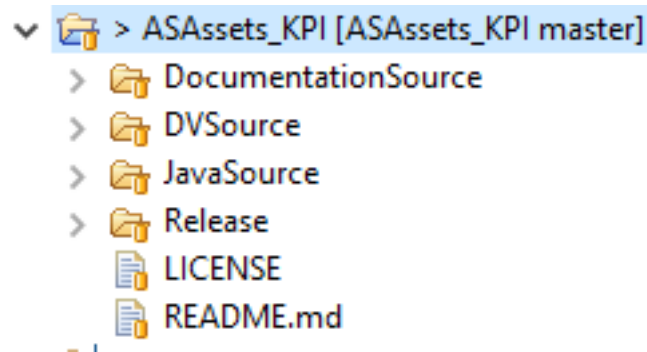 > ASAssets_KPI [ASAssets_KPI master]
DocumentationSource
DVSource
JavaSource
Release
LICENSE
README.md